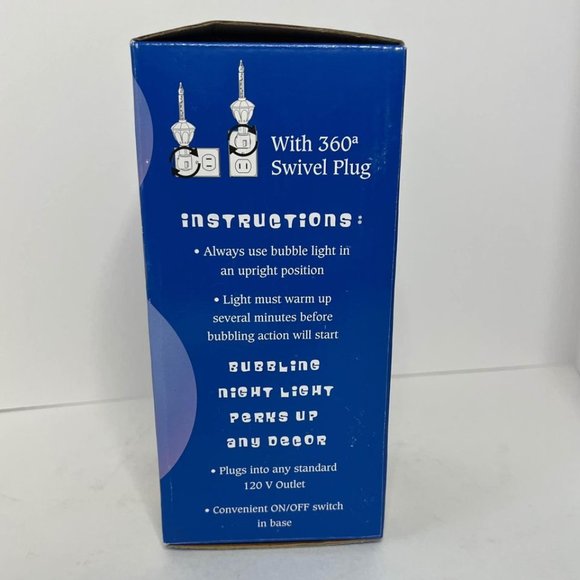 With 360ª
Swivel Plug
INSTRUCTIONS:
• Always use bubble light in
an upright position
• Light must warm up
several minutes before
bubbling action will start
BUBBLING
NIGHT LIGHT
PERKS UP
ANY DECOR
• Plugs into any standard
120 V Outlet
• Convenient ON/OFF switch
in base